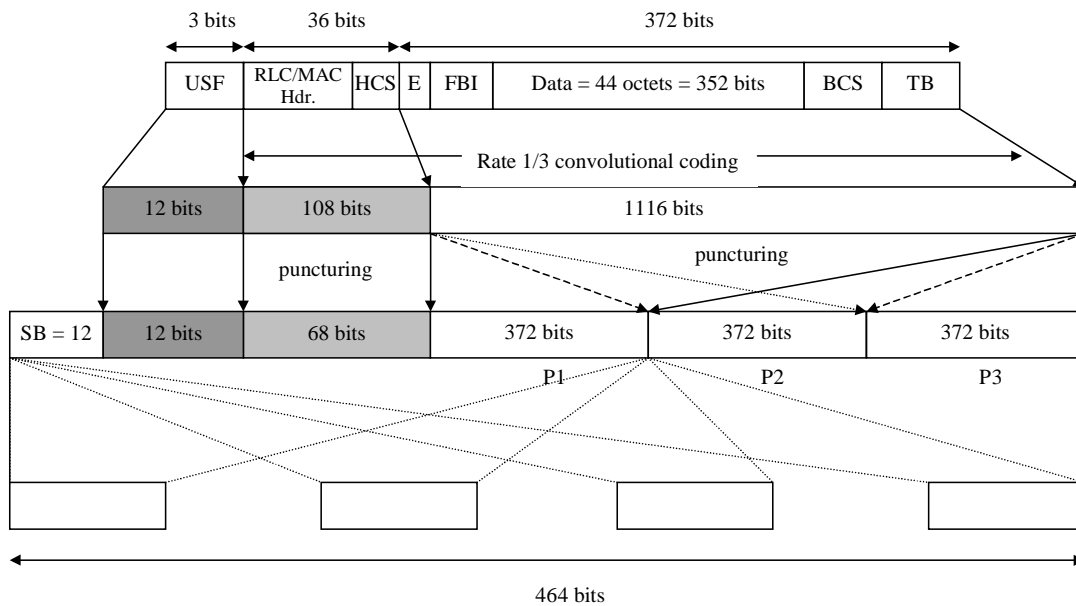 3 bits 36 bits 372 bits
USF RLC/MAC Hdr. HCS E FBI Data = 44 octets = 352 bits BCS TB
Rate 1/3 convolutional coding
12 bits 108 bits 1116 bits
puncturing puncturing
SB = 12 12 bits 68 bits 372 bits 372 bits 372 bits
P1 P2 P3
464 bits